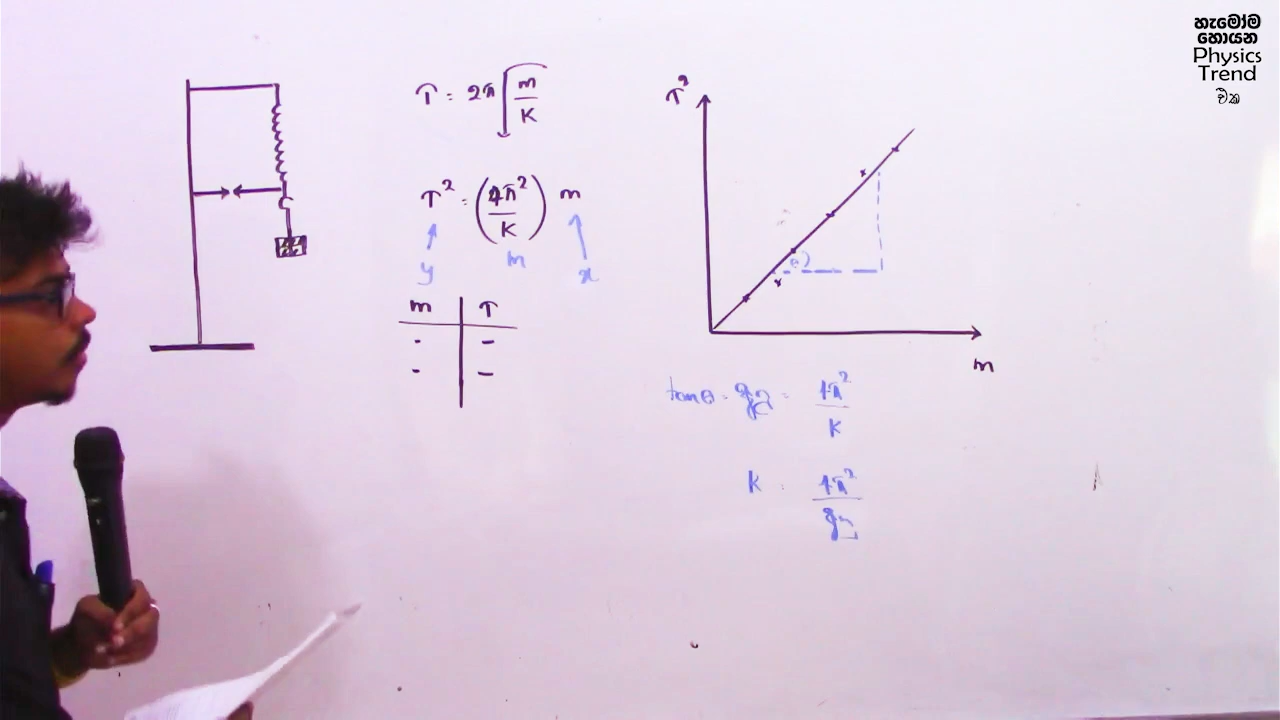 හැමෝම
හොයන
Physics
Trend
එක
T = 2π√(m/K)
T² = (4π²/K) m
y m x
m T
- -
- -
T²
θ
m
tanθ = = 4π²/K
k = 4π²/